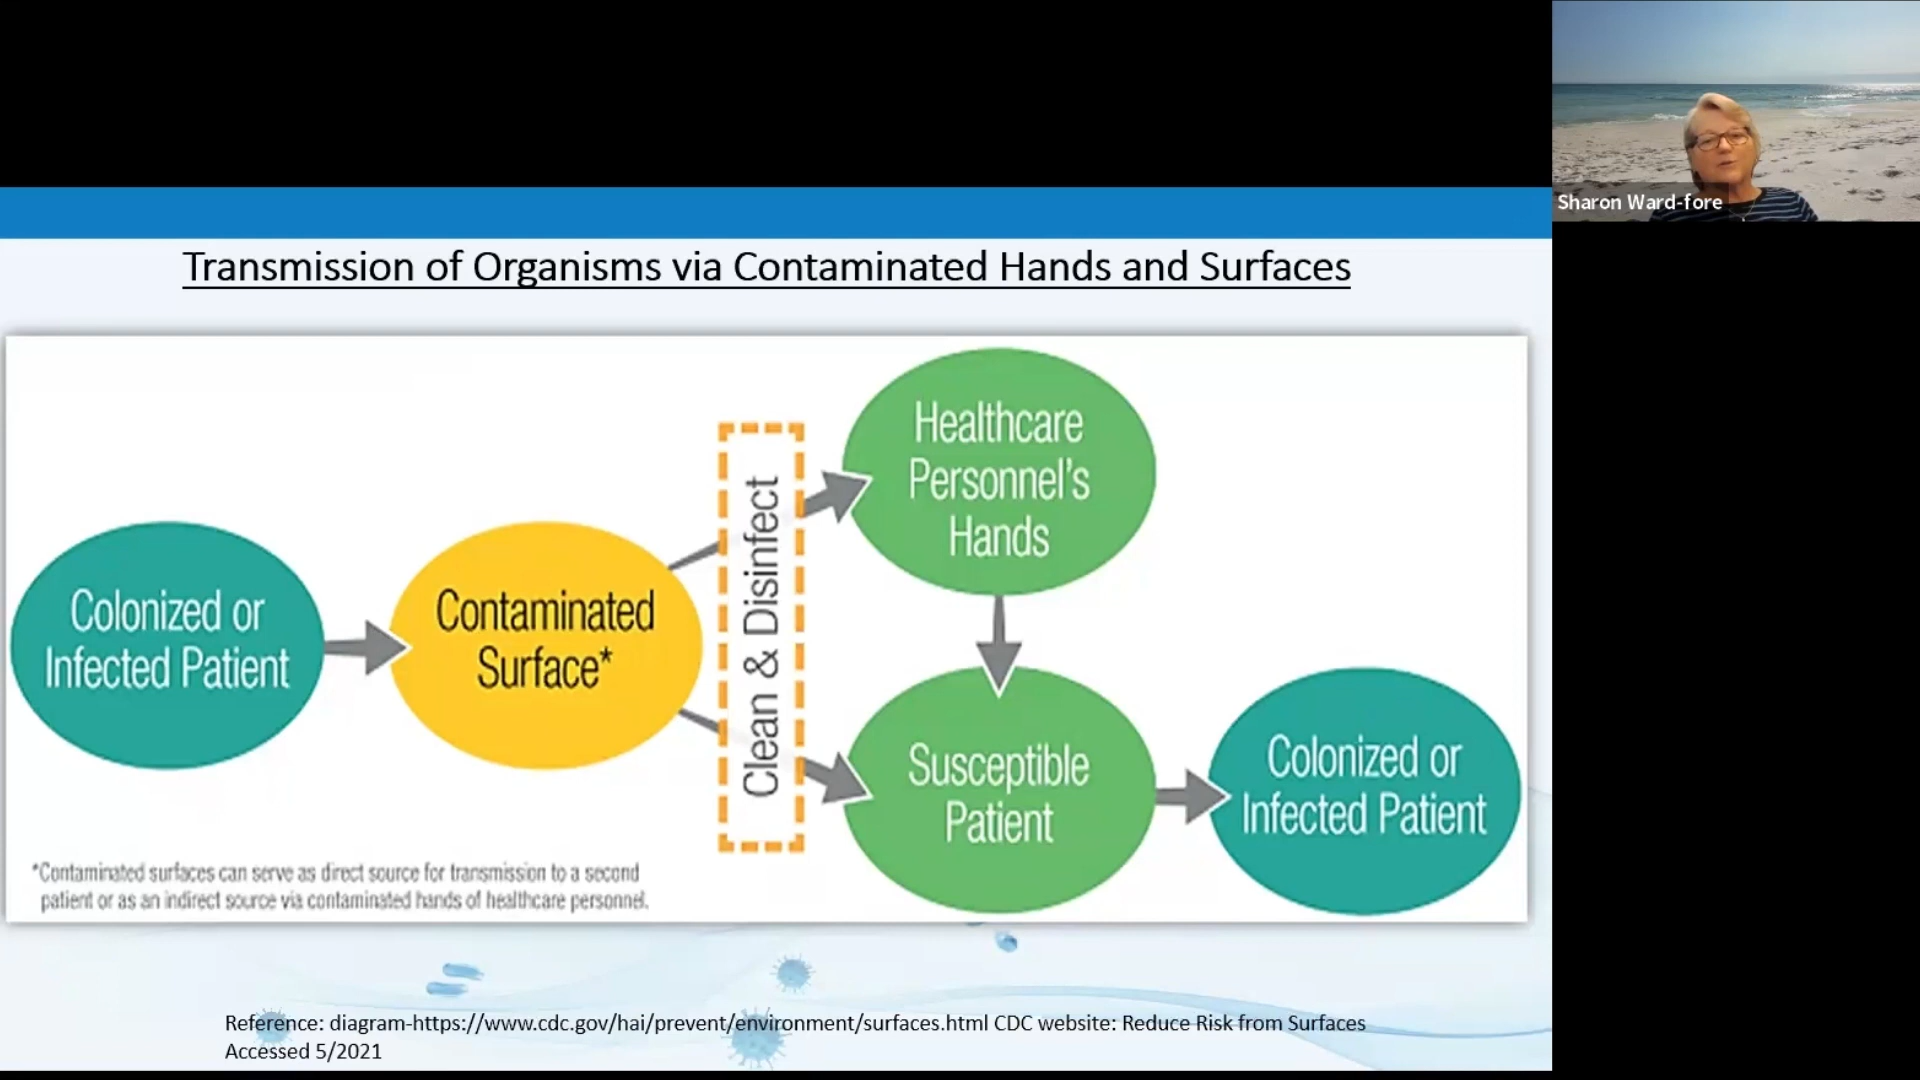 Sharon Ward-fore
Transmission of Organisms via Contaminated Hands and Surfaces
Colonized or
Infected Patient
Contaminated
Surface*
Clean & Disinfect
Healthcare
Personnel's
Hands
Susceptible
Patient
Colonized or
Infected Patient
*Contaminated surfaces can serve as direct source for transmission to a second
patient or as an indirect source via contaminated hands of healthcare personnel.
Reference: diagram-https://www.cdc.gov/hai/prevent/environment/surfaces.html CDC website: Reduce Risk from Surfaces
Accessed 5/2021